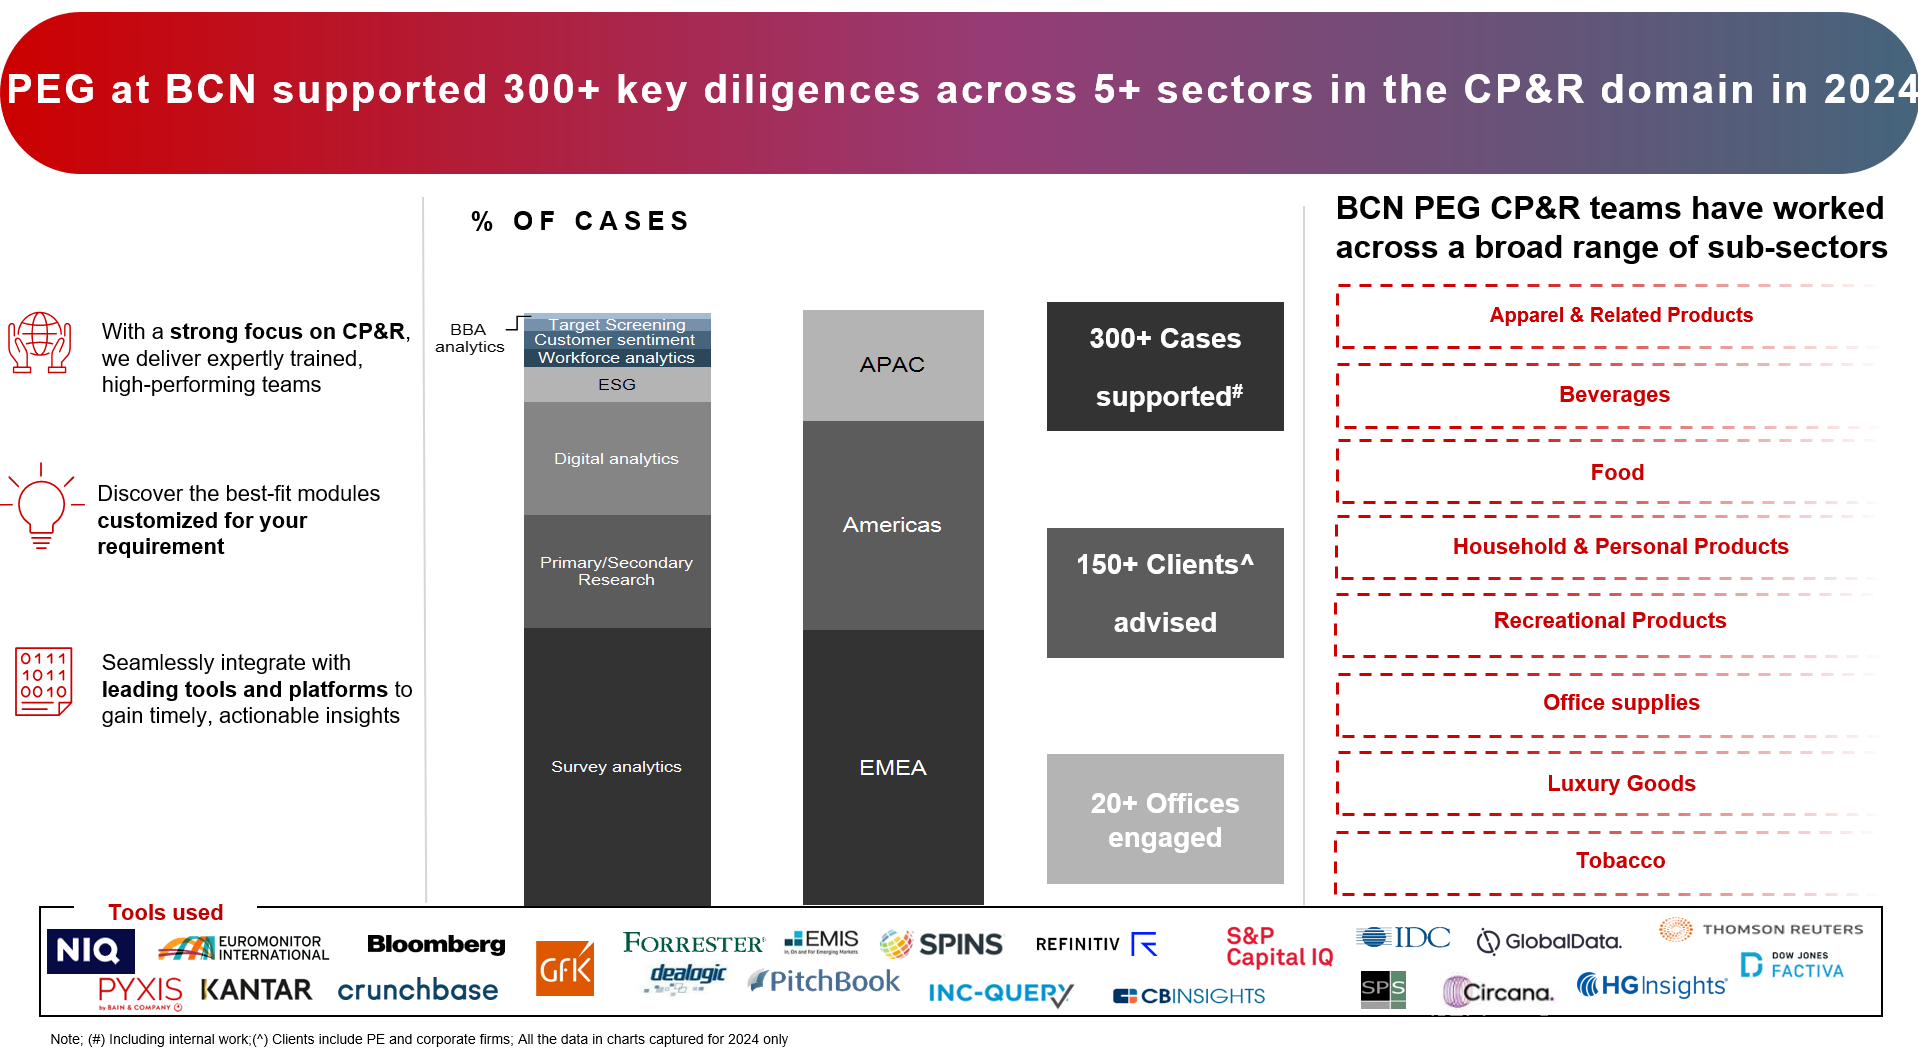 PEG at BCN supported 300+ key diligences across 5+ sectors in the CP&R domain in 2024
With a strong focus on CP&R,
we deliver expertly trained,
high-performing teams
Discover the best-fit modules
customized for your
requirement
0111
1011
0010
Seamlessly integrate with
leading tools and platforms to
gain timely, actionable insights
% OF CASES
BBA
analytics
Target Screening
Customer sentiment
Workforce analytics
ESG
Digital analytics
Primary/Secondary
Research
Survey analytics
APAC
Americas
EMEA
300+ Cases
supported#
150+ Clients^
advised
20+ Offices
engaged
BCN PEG CP&R teams have worked
across a broad range of sub-sectors
Apparel & Related Products
Beverages
Food
Household & Personal Products
Recreational Products
Office supplies
Luxury Goods
Tobacco
Tools used
NIQ
EUROMONITOR
INTERNATIONAL
Bloomberg
GfK
FORRESTER
EMIS
In, On and For Emerging Markets
SPINS
REFINITIV
S&P
Capital IQ
IDC
GlobalData.
THOMSON REUTERS
PYXIS
by BAIN & COMPANY
KANTAR
crunchbase
dealogic
PitchBook
INC-QUERY
CBINSIGHTS
SPS
Circana.
HG Insights
DOW JONES
FACTIVA
Note; (#) Including internal work;(^) Clients include PE and corporate firms; All the data in charts captured for 2024 only